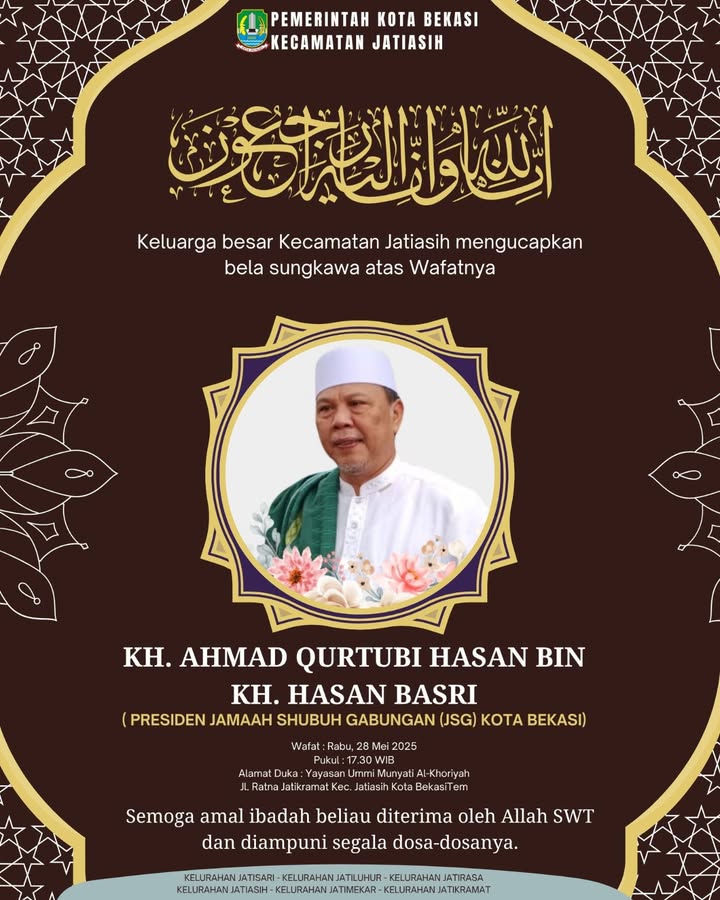 PEMERINTAH KOTA BEKASI
KECAMATAN JATIASIH
إنا لله وإنا إليه راجعون
Keluarga besar Kecamatan Jatiasih mengucapkan
bela sungkawa atas Wafatnya
KH. AHMAD QURTUBI HASAN BIN
KH. HASAN BASRI
( PRESIDEN JAMAAH SHUBUH GABUNGAN (JSG) KOTA BEKASI)
Wafat : Rabu, 28 Mei 2025
Pukul : 17.30 WIB
Alamat Duka : Yayasan Ummi Munyati Al-Khoriyah
Jl. Ratna Jatikramat Kec. Jatiasih Kota BekasiTem
Semoga amal ibadah beliau diterima oleh Allah SWT
dan diampuni segala dosa-dosanya.
KELURAHAN JATISARI - KELURAHAN JATILUHUR - KELURAHAN JATIRASA
KELURAHAN JATIASIH - KELURAHAN JATIMEKAR - KELURAHAN JATIKRAMAT